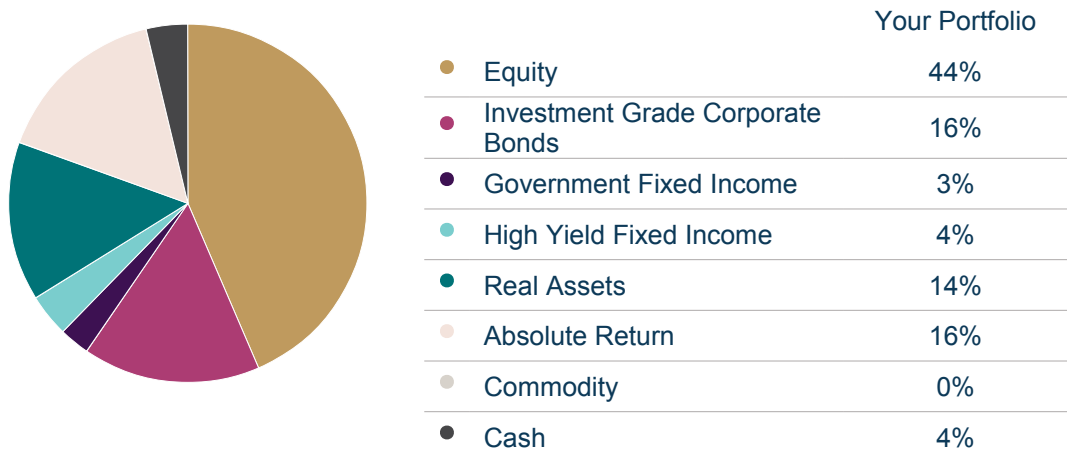 Your Portfolio
Equity 44%
Investment Grade Corporate
Bonds 16%
Government Fixed Income 3%
High Yield Fixed Income 4%
Real Assets 14%
Absolute Return 16%
Commodity 0%
Cash 4%